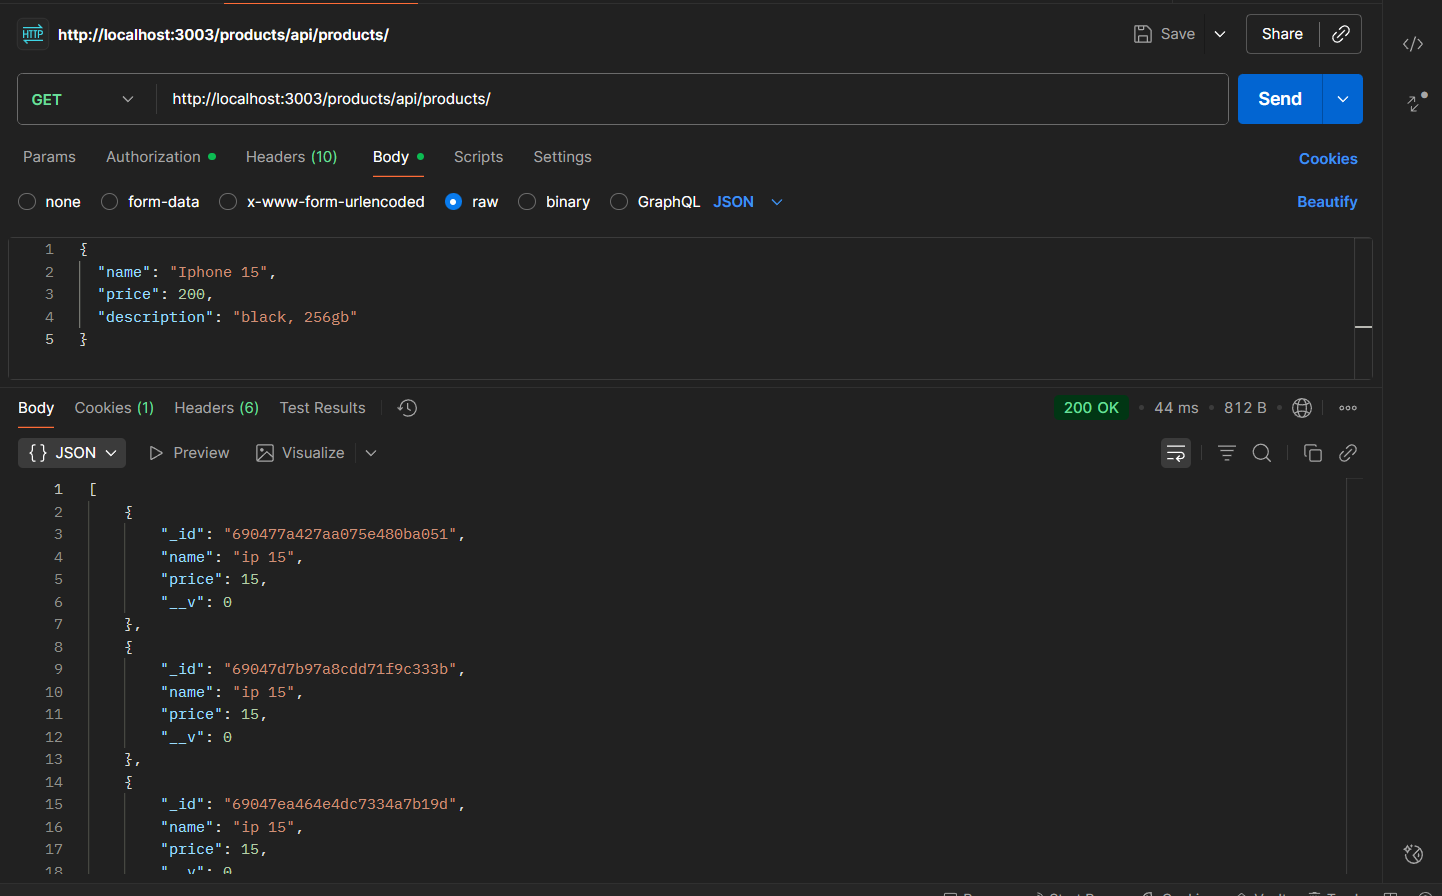 HTTP http://localhost:3003/products/api/products/ Save Share
GET http://localhost:3003/products/api/products/ Send
Params Authorization Headers (10) Body Scripts Settings Cookies
none form-data x-www-form-urlencoded raw binary GraphQL JSON Beautify
1 {
2 "name": "Iphone 15",
3 "price": 200,
4 "description": "black, 256gb"
5 }
Body Cookies (1) Headers (6) Test Results 200 OK • 44 ms • 812 B
{} JSON Preview Visualize
1 [
2 {
3 "_id": "690477a427aa075e480ba051",
4 "name": "ip 15",
5 "price": 15,
6 "__v": 0
7 },
8 {
9 "_id": "69047d7b97a8cdd71f9c333b",
10 "name": "ip 15",
11 "price": 15,
12 "__v": 0
13 },
14 {
15 "_id": "69047ea464e4dc7334a7b19d",
16 "name": "ip 15",
17 "price": 15,
18 "__v": 0